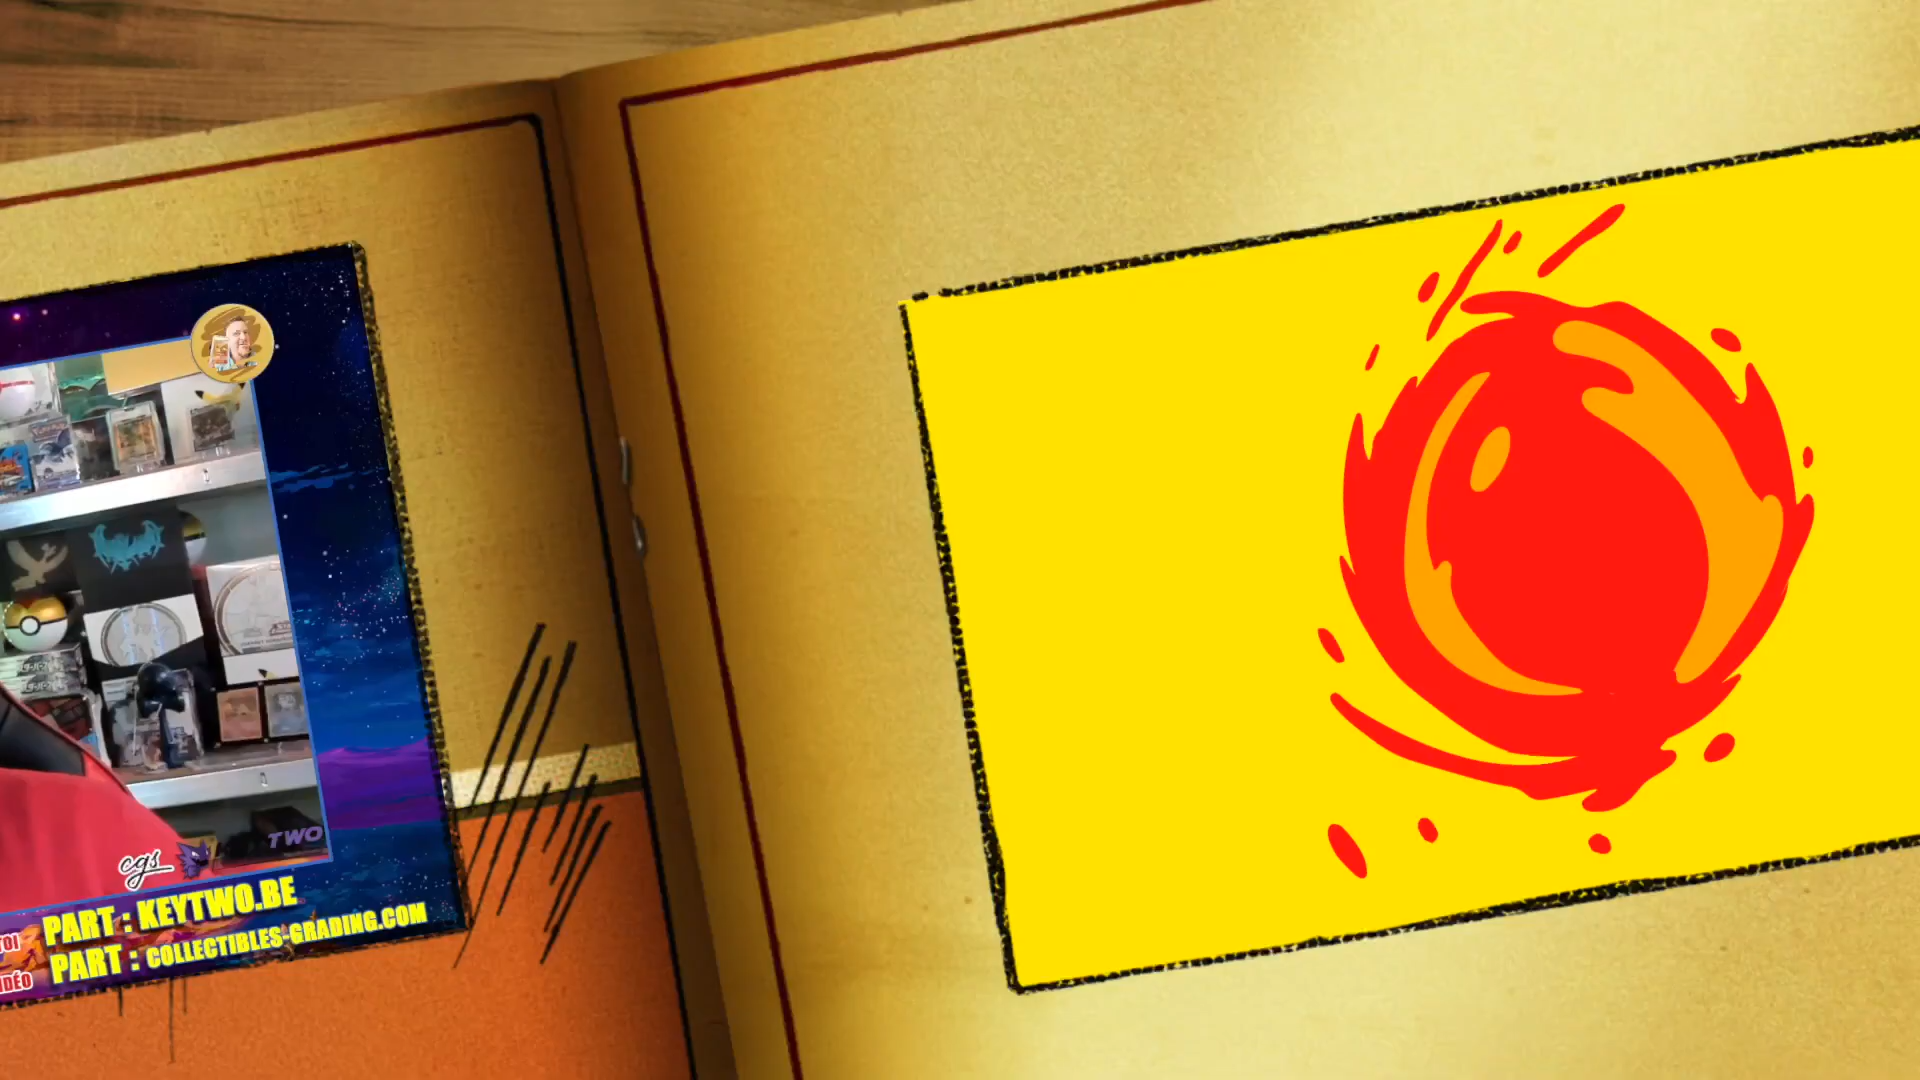 TWO
cgs
PART : KEYTWO.BE
PART : COLLECTIBLES-GRADING.COM